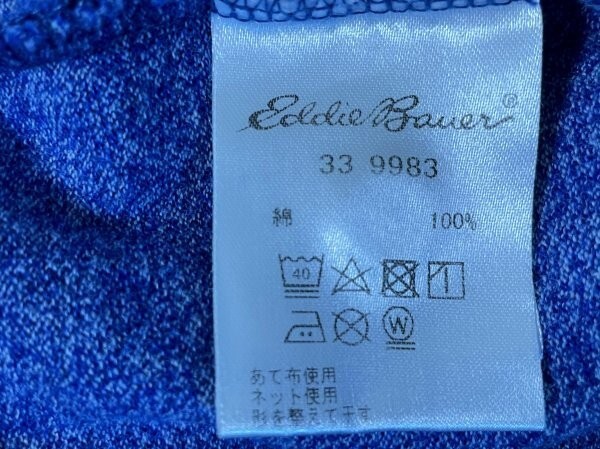 Eddie Bauer®
33 9983
綿 100%
40
W
あて布使用
ネット使用
形を整えて干す